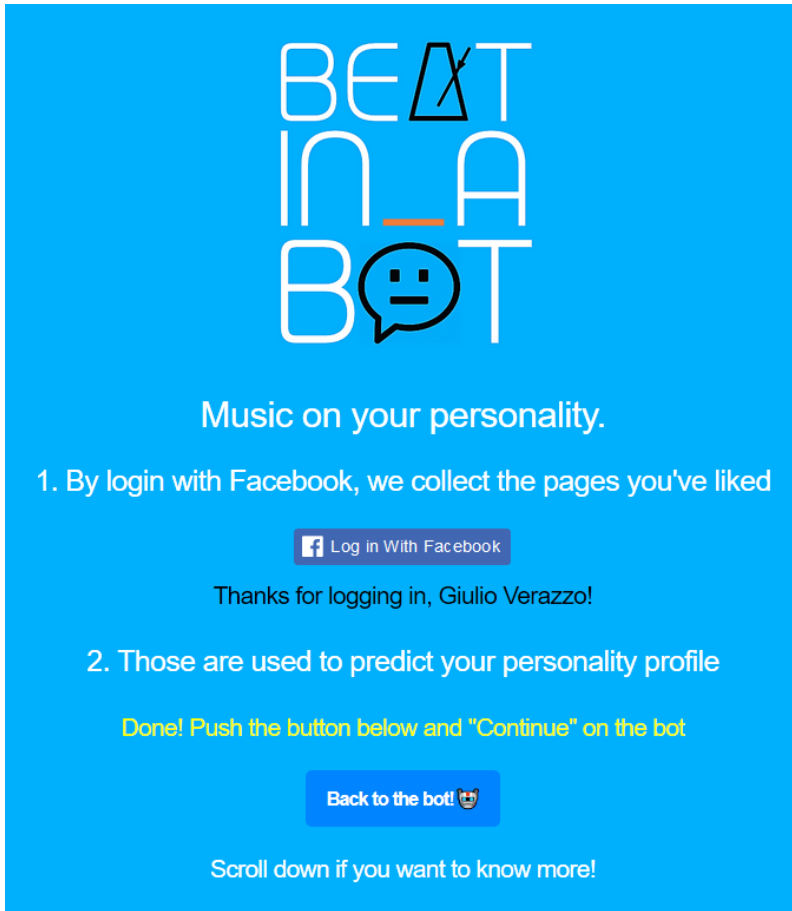 BEAT
IN_A
BOT
Music on your personality.
1. By login with Facebook, we collect the pages you've liked
f Log in With Facebook
Thanks for logging in, Giulio Verazzo!
2. Those are used to predict your personality profile
Done! Push the button below and "Continue" on the bot
Back to the bot!🤖
Scroll down if you want to know more!